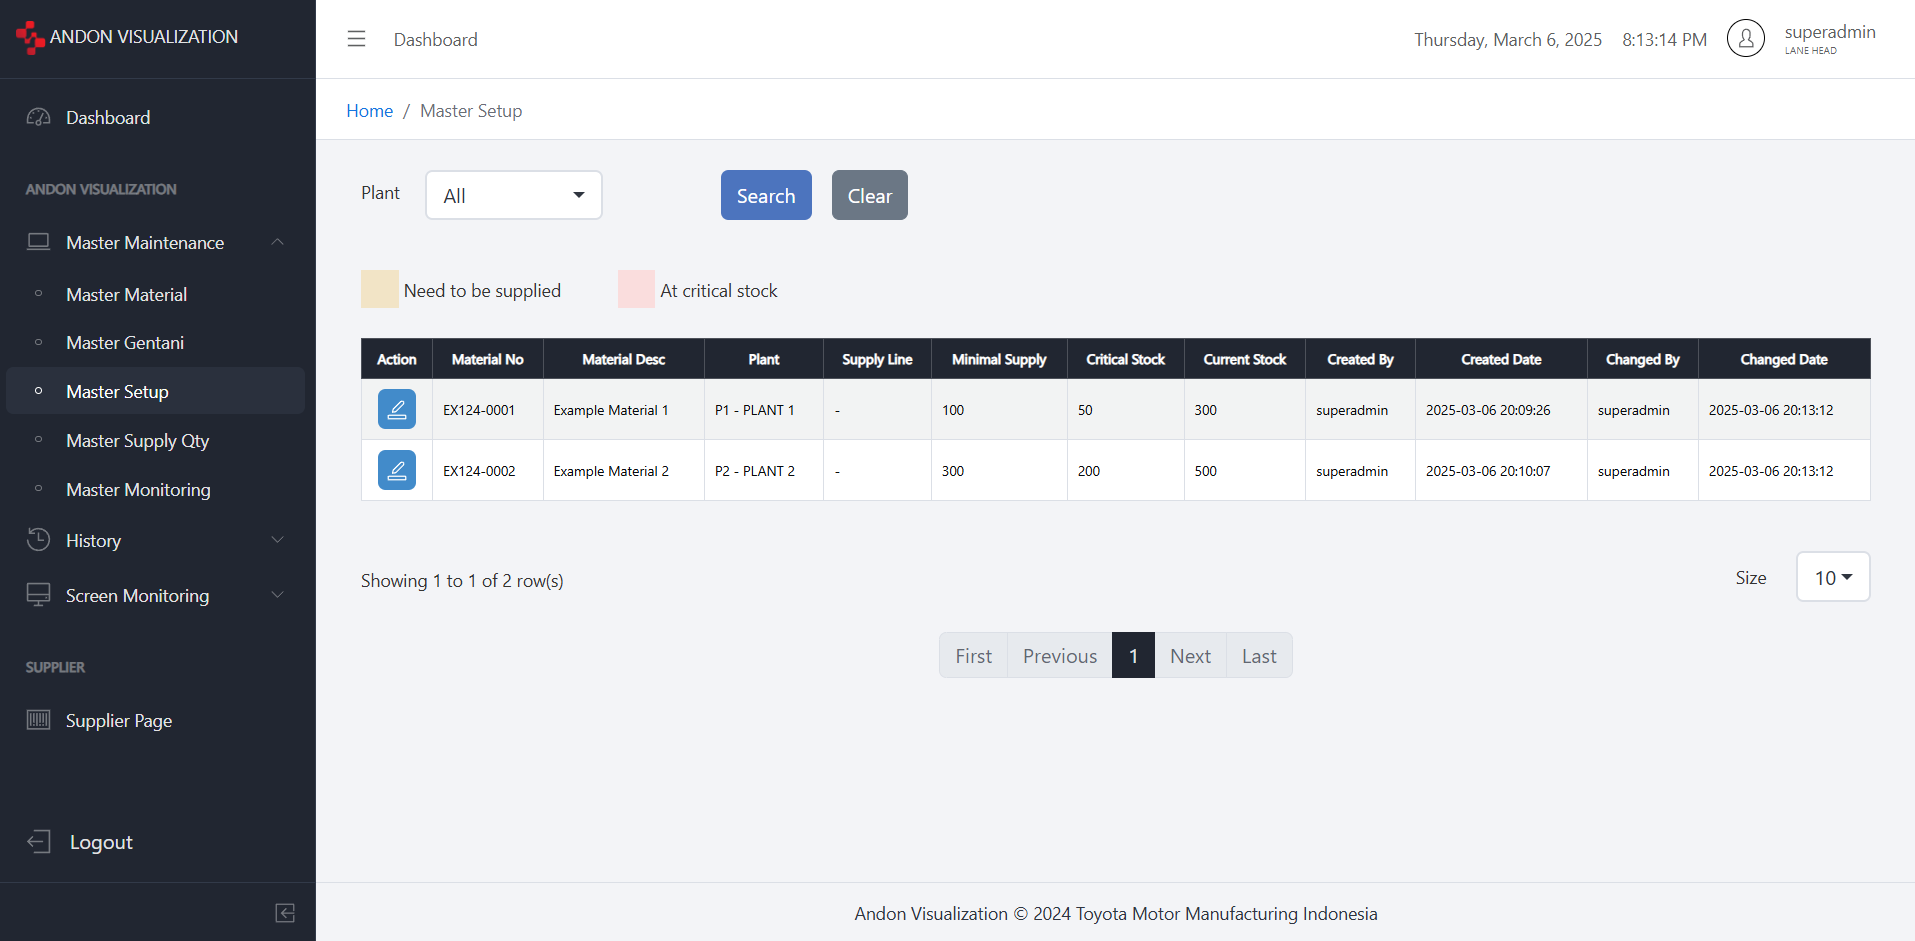 ANDON VISUALIZATION
Dashboard
ANDON VISUALIZATION
Master Maintenance
Master Material
Master Gentani
Master Setup
Master Supply Qty
Master Monitoring
History
Screen Monitoring
SUPPLIER
Supplier Page
Logout
Dashboard
Thursday, March 6, 2025 8:13:14 PM
superadmin
LANE HEAD
Home / Master Setup
Plant All Search Clear
Need to be supplied At critical stock
Action Material No Material Desc Plant Supply Line Minimal Supply Critical Stock Current Stock Created By Created Date Changed By Changed Date
EX124-0001 Example Material 1 P1 - PLANT 1 - 100 50 300 superadmin 2025-03-06 20:09:26 superadmin 2025-03-06 20:13:12
EX124-0002 Example Material 2 P2 - PLANT 2 - 300 200 500 superadmin 2025-03-06 20:10:07 superadmin 2025-03-06 20:13:12
Showing 1 to 1 of 2 row(s) Size 10
First Previous 1 Next Last
Andon Visualization © 2024 Toyota Motor Manufacturing Indonesia